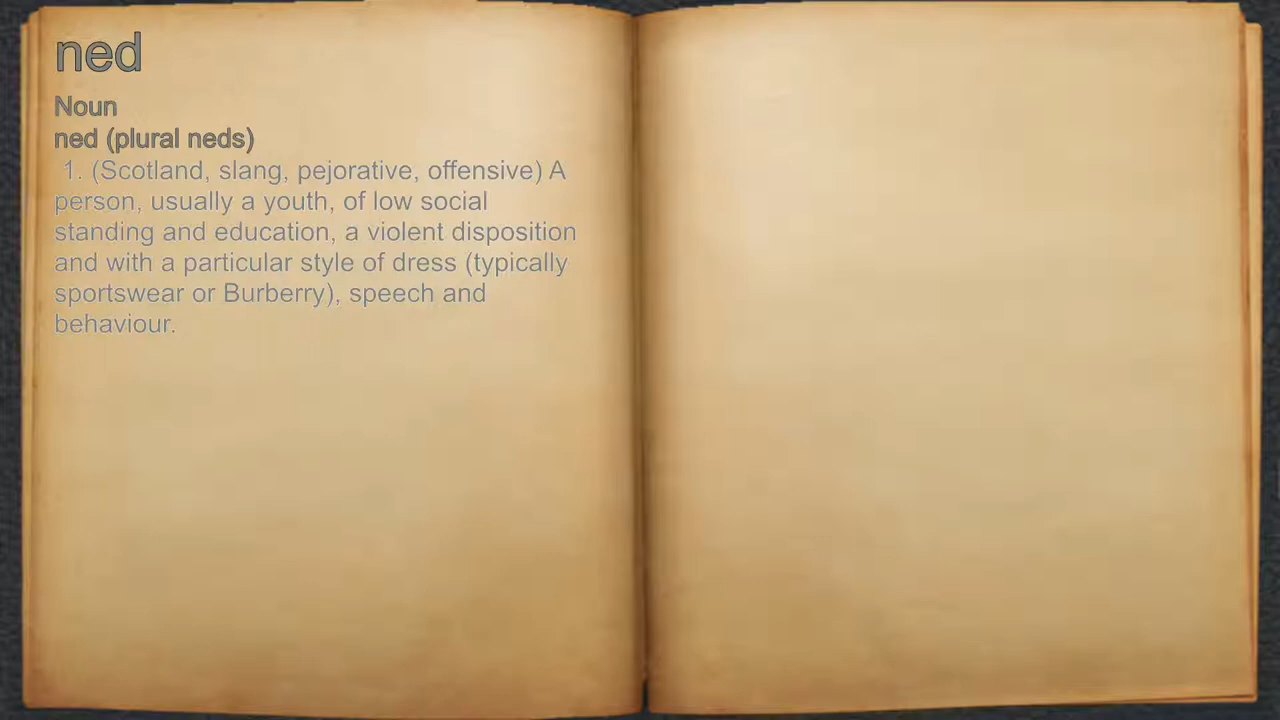 ned
Noun
ned (plural neds)
1. (Scotland, slang, pejorative, offensive) A
person, usually a youth, of low social
standing and education, a violent disposition
and with a particular style of dress (typically
sportswear or Burberry), speech and
behaviour.